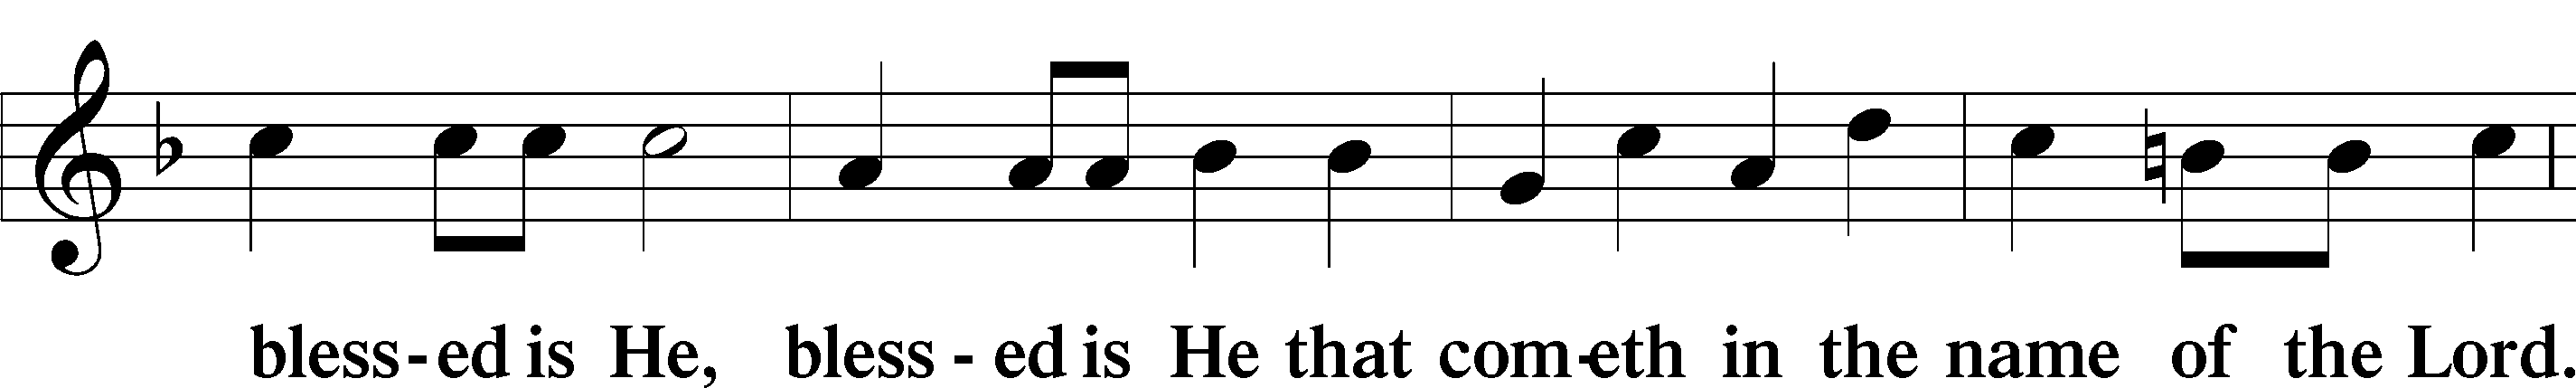 bless-ed is He, bless - ed is He that com-eth in the name of the Lord.